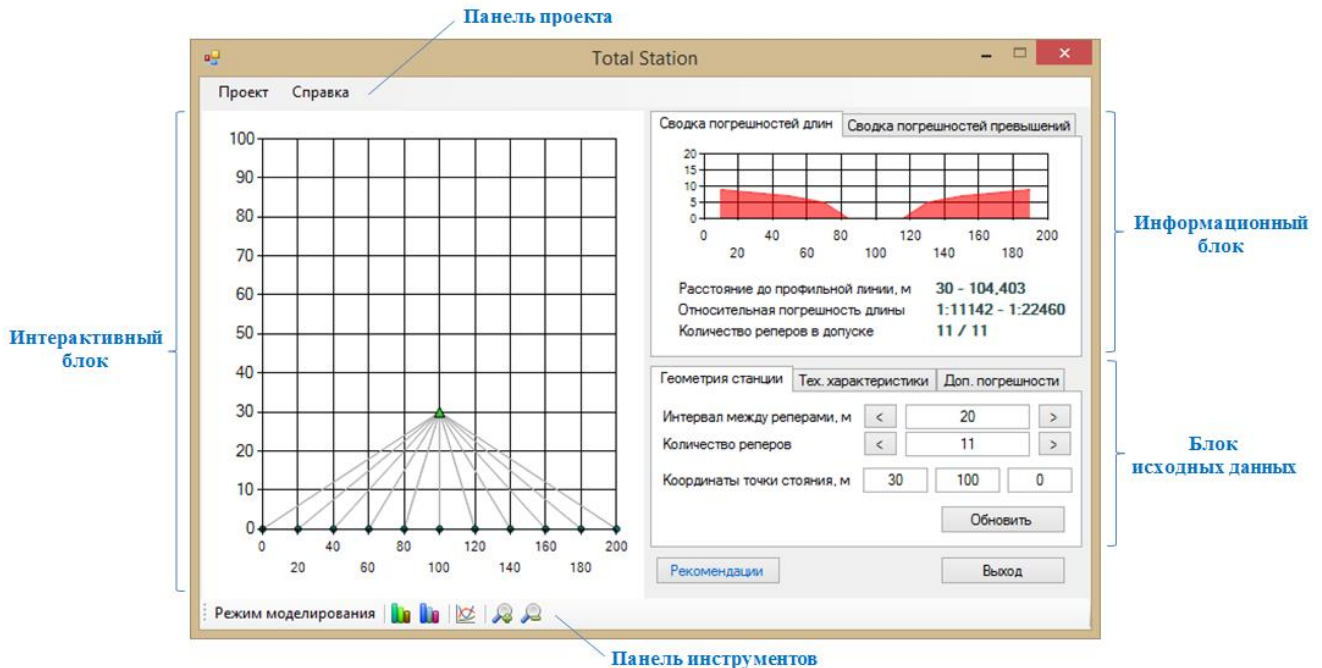 Панель проекта
Total Station
Проект Справка
Интерактивный
блок
100
90
80
70
60
50
40
30
20
10
0
0 40 80 120 160 200
20 60 100 140 180
Сводка погрешностей длин Сводка погрешностей превышений
20
15
10
5
0
0 40 80 120 160 200
20 60 100 140 180
Расстояние до профильной линии, м 30 - 104,403
Относительная погрешность длины 1:11142 - 1:22460
Количество реперов в допуске 11 / 11
Информационный
блок
Геометрия станции Тех. характеристики Доп. погрешности
Интервал между реперами, м < 20 >
Количество реперов < 11 >
Координаты точки стояния, м 30 100 0
Обновить
Блок
исходных данных
Рекомендации Выход
Режим моделирования
Панель инструментов